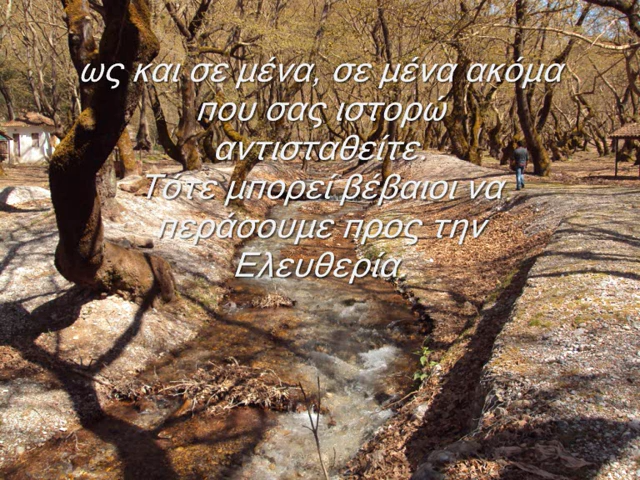 ως και σε μένα, σε μένα ακόμα
που σας ιστορώ
αντισταθείτε.
Τότε μπορεί βέβαιοι να
περάσουμε προς την
Ελευθερία.